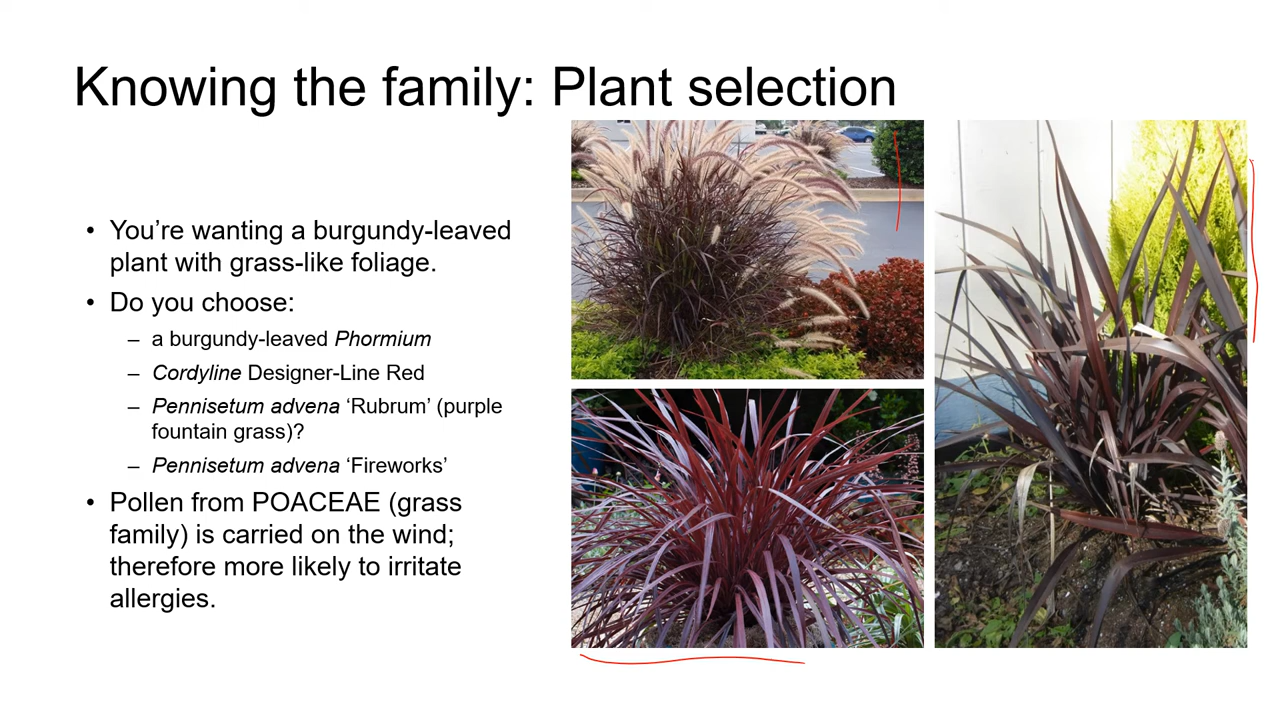 Knowing the family: Plant selection
• You’re wanting a burgundy-leaved
plant with grass-like foliage.
• Do you choose:
– a burgundy-leaved Phormium
– Cordyline Designer-Line Red
– Pennisetum advena ‘Rubrum’ (purple
fountain grass)?
– Pennisetum advena ‘Fireworks’
• Pollen from POACEAE (grass
family) is carried on the wind;
therefore more likely to irritate
allergies.